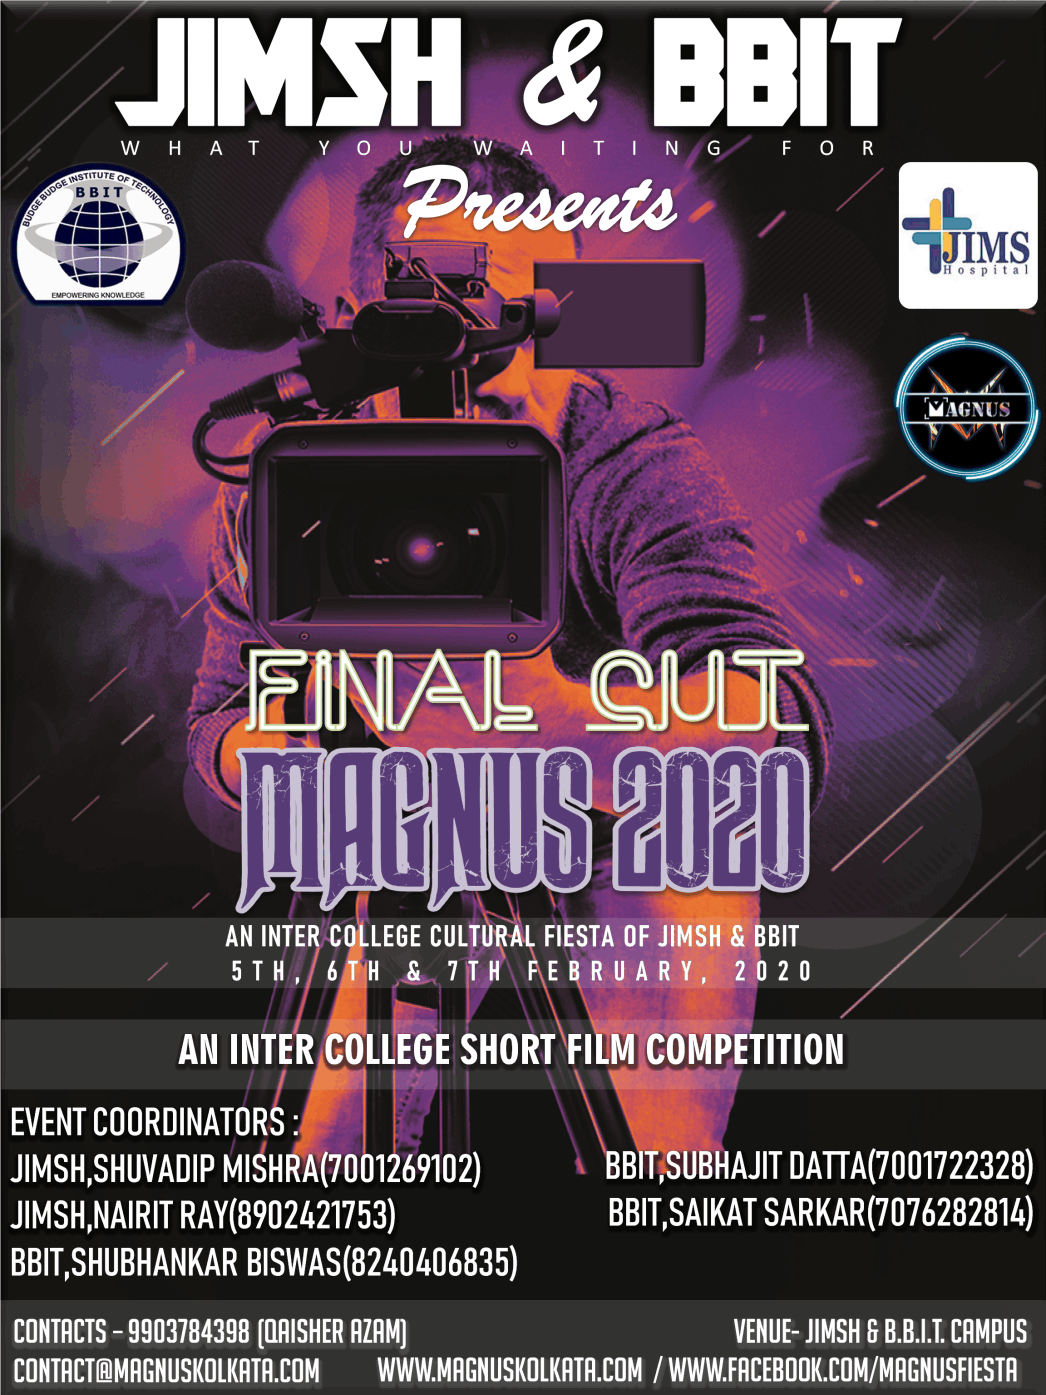 JIMSH & BBIT
WHAT YOU WAITING FOR
Presents
BUDGE BUDGE INSTITUTE OF TECHNOLOGY
BBIT
EMPOWERING KNOWLEDGE
JIMS
Hospital
MAGNUS
FINAL CUT
MAGNUS 2020
AN INTER COLLEGE CULTURAL FIESTA OF JIMSH & BBIT
5TH, 6TH & 7TH FEBRUARY, 2020
AN INTER COLLEGE SHORT FILM COMPETITION
EVENT COORDINATORS :
JIMSH,SHUVADIP MISHRA(7001269102)
JIMSH,NAIRIT RAY(8902421753)
BBIT,SHUBHANKAR BISWAS(8240406835)
BBIT,SUBHAJIT DATTA(7001722328)
BBIT,SAIKAT SARKAR(7076282814)
CONTACTS - 9903784398 (QAISHER AZAM)
VENUE- JIMSH & B.B.I.T. CAMPUS
CONTACT@MAGNUSKOLKATA.COM
WWW.MAGNUSKOLKATA.COM / WWW.FACEBOOK.COM/MAGNUSFIESTA